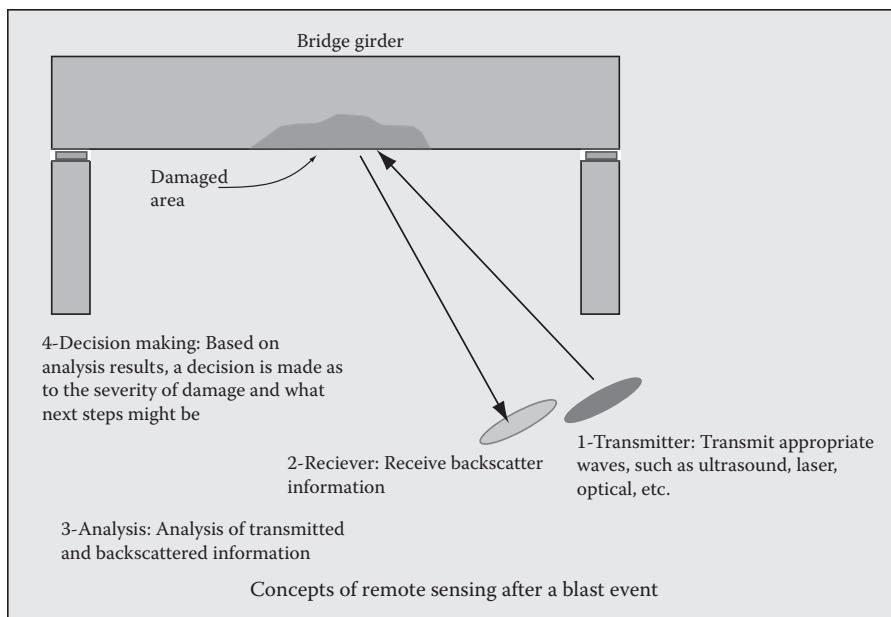 Bridge girder
Damaged
area
4-Decision making: Based on
analysis results, a decision is made as
to the severity of damage and what
next steps might be
1-Transmitter: Transmit appropriate
waves, such as ultrasound, laser,
optical, etc.
2-Reciever: Receive backscatter
information
3-Analysis: Analysis of transmitted
and backscattered information
Concepts of remote sensing after a blast event